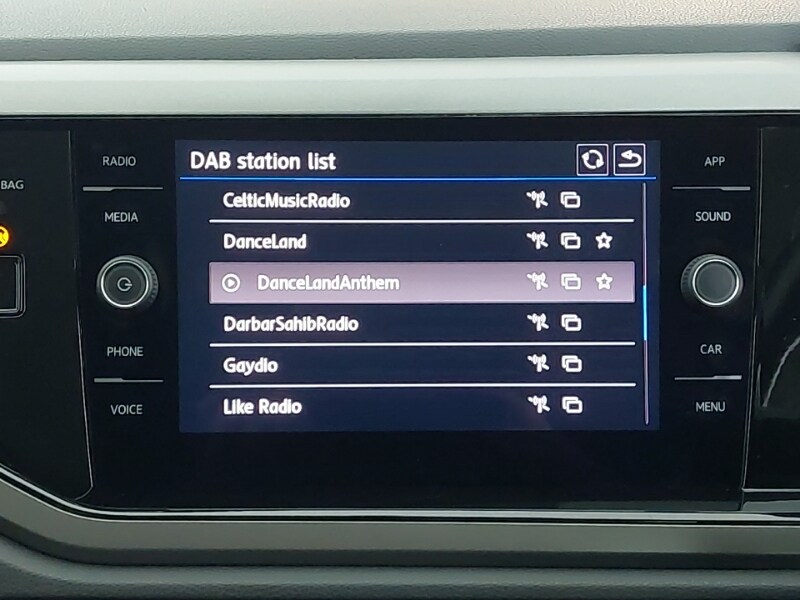 DAB station list
CelticMusicRadio
DanceLand
DanceLandAnthem
DarbarSahibRadio
Gaydio
Like Radio
RADIO
MEDIA
PHONE
VOICE
APP
SOUND
CAR
MENU
BAG